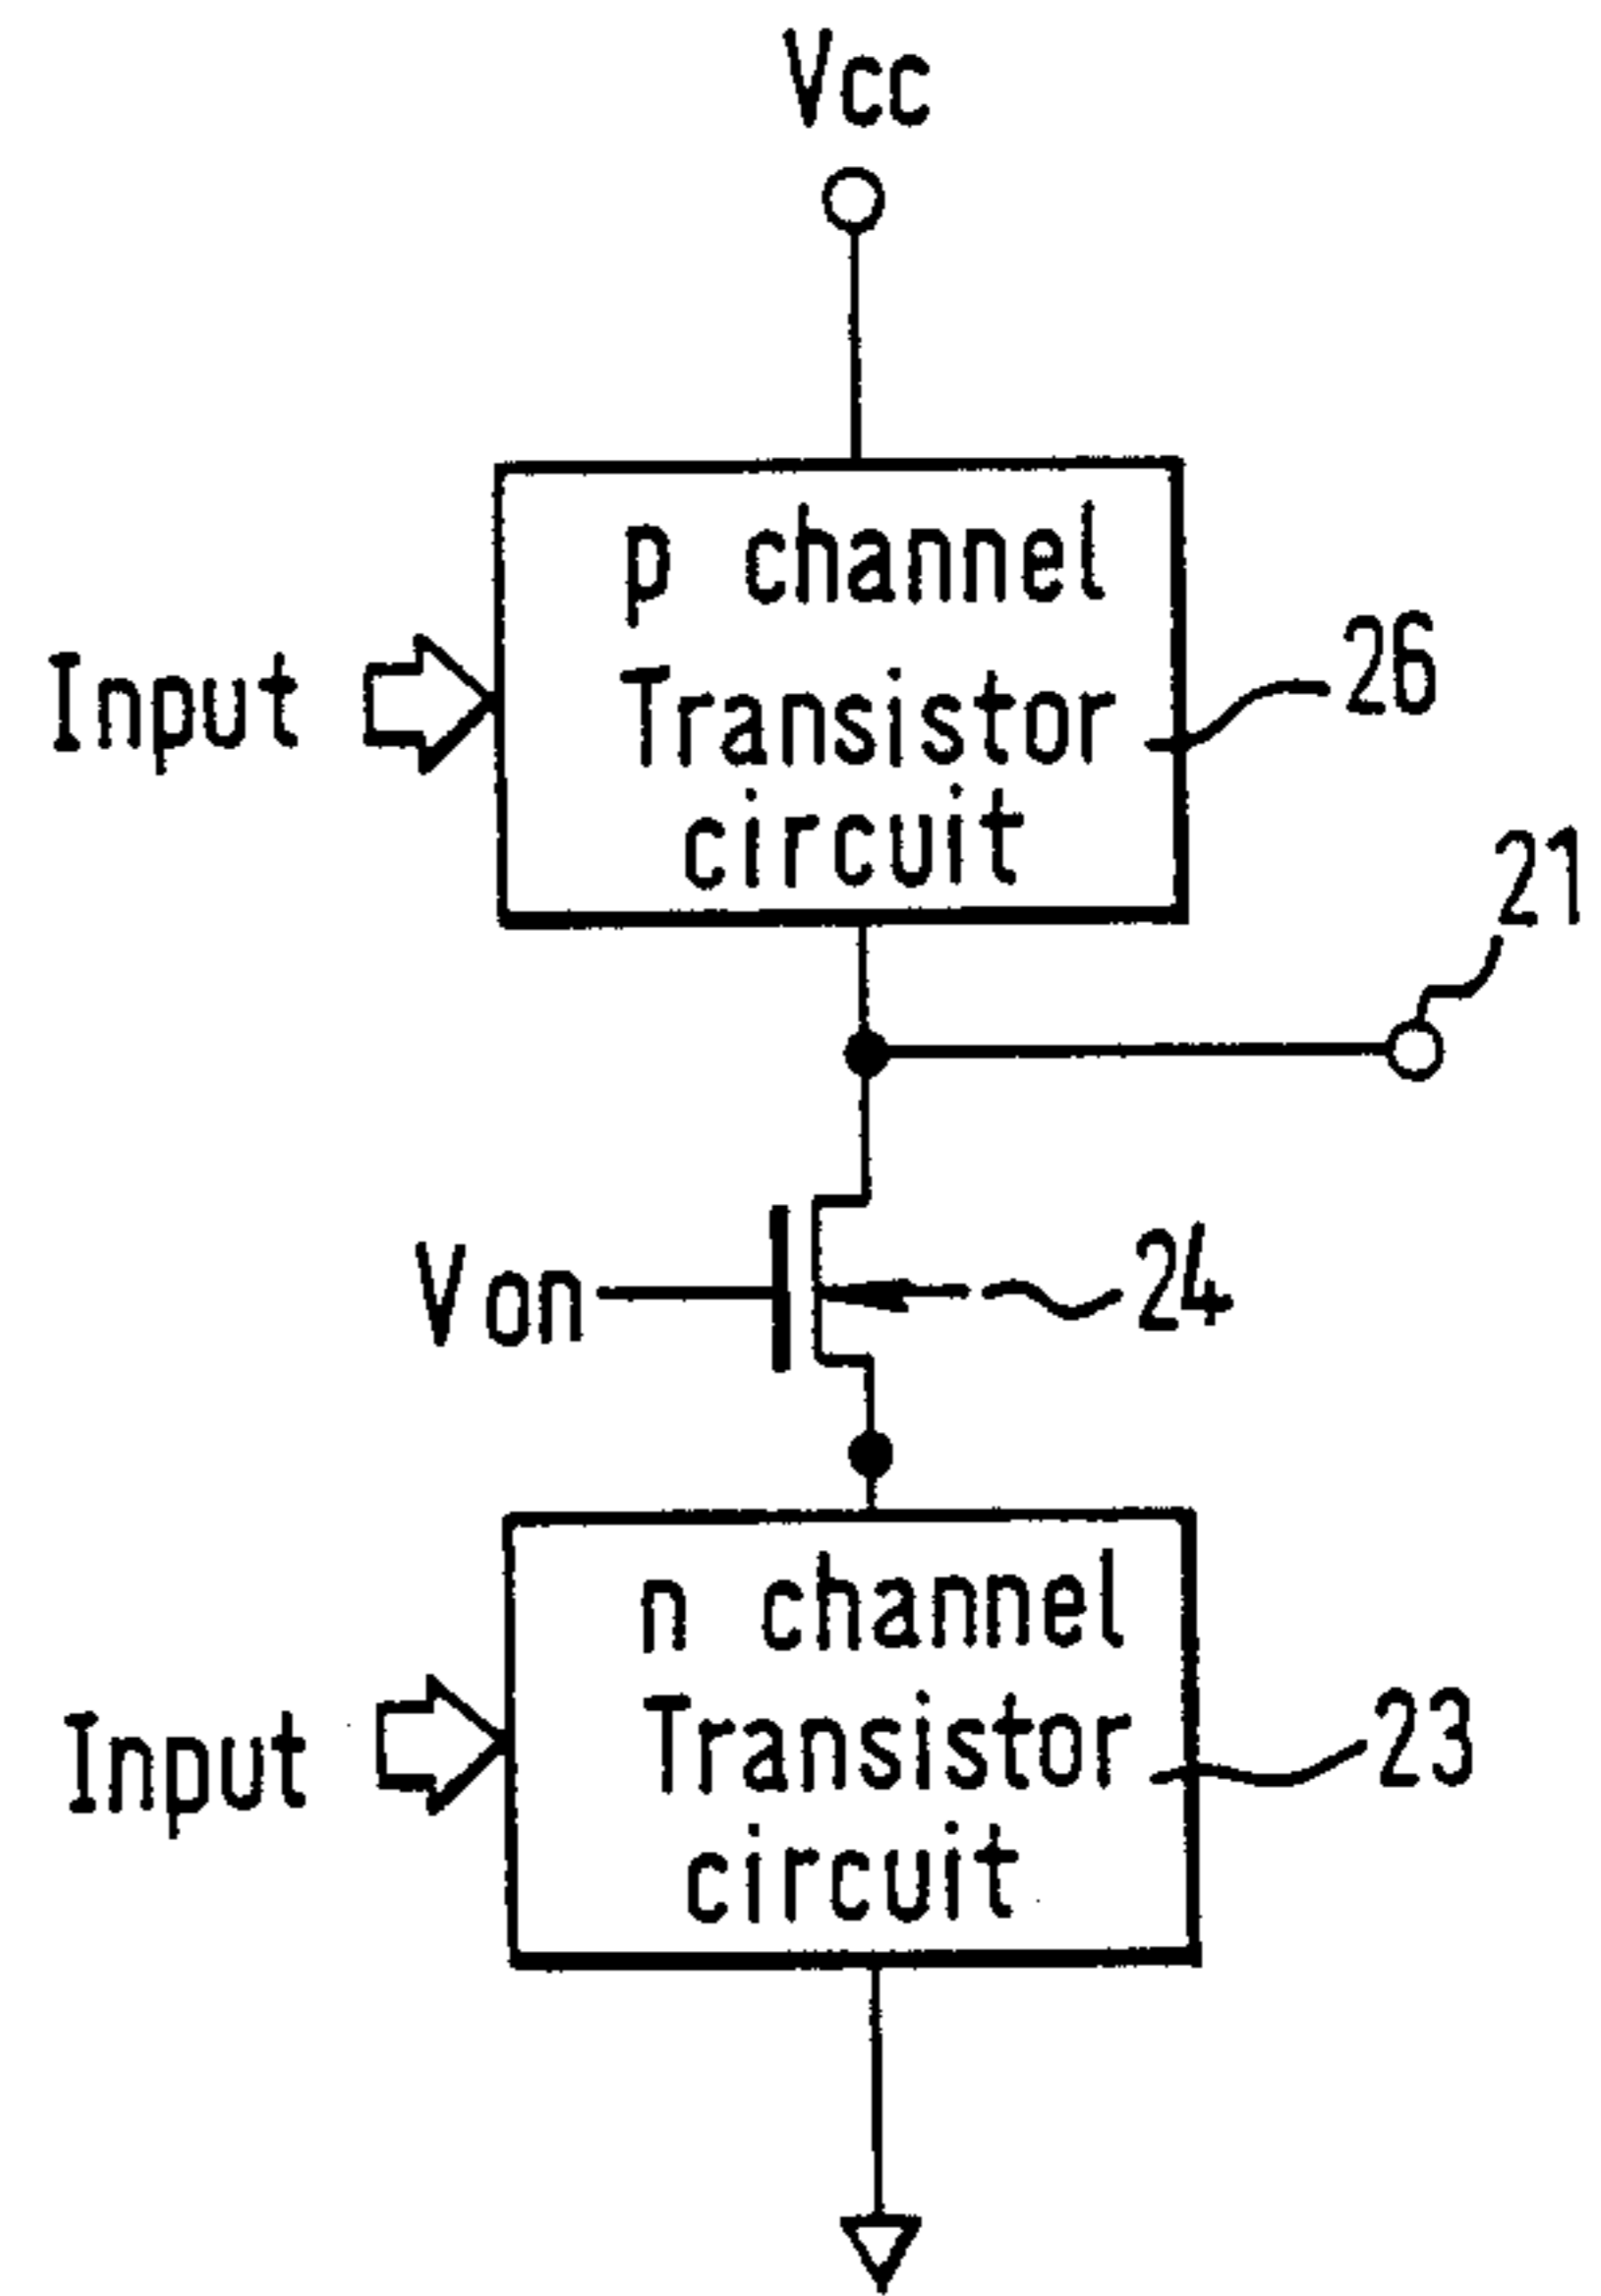 Vcc
p channel
Transistor
circuit
Input
26
21
Von
24
n channel
Transistor
circuit
Input
23